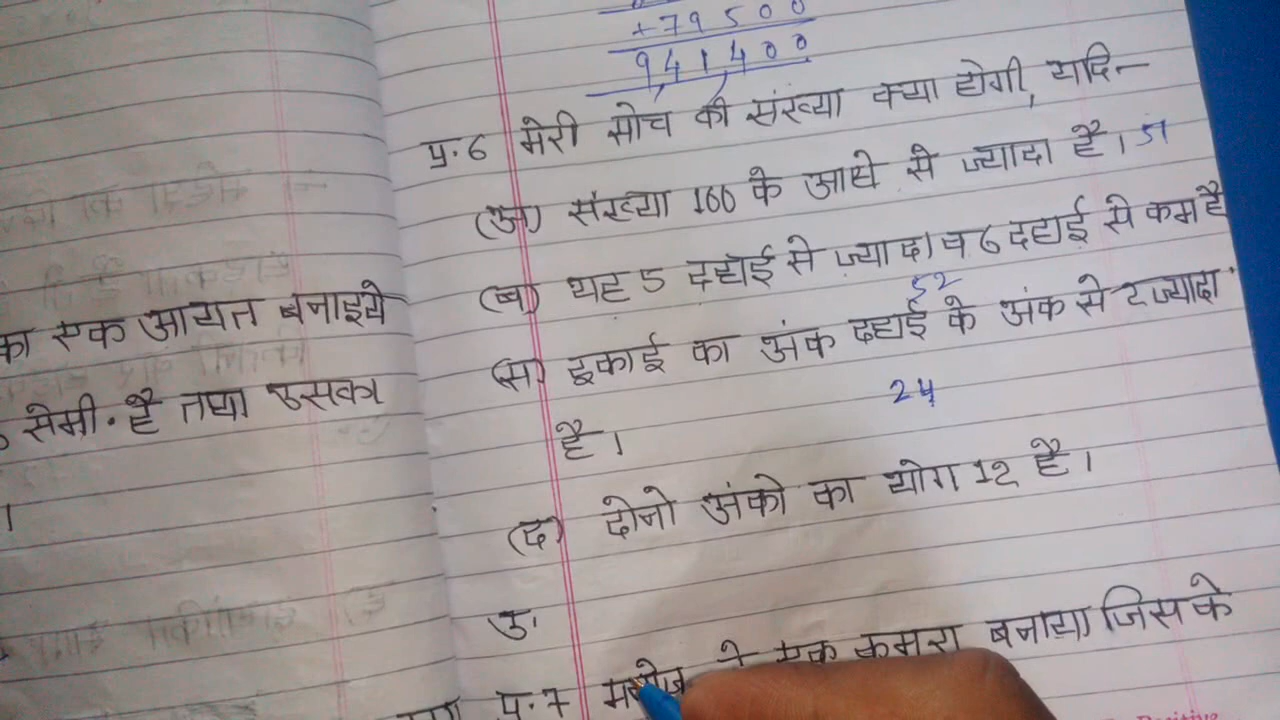 का एक आयत बनाइये
सेमी. है तथा उसका
।
+79500
941400
प्र.6 मेरी सोच की संख्या क्या होगी, यदि-
(अ) संख्या 100 के आधे से ज्यादा है। 51
(ब) यह 5 दहाई से ज्यादा व 6 दहाई से कम है
52
(स) इकाई का अंक दहाई के अंक से 2 ज्यादा
24
है।
(द) दोनो अंको का योग 12 है।
उ.
प्र.7 एक कमरा बनाया जिसके